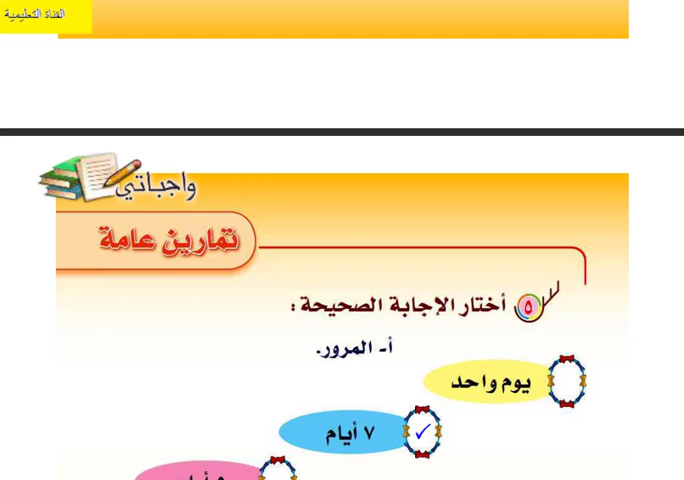 القناة التعليمية
واجباتي
تمارين عامة
٥ أختار الإجابة الصحيحة :
أ- المرور.
يوم واحد
✓ ٧ أيام